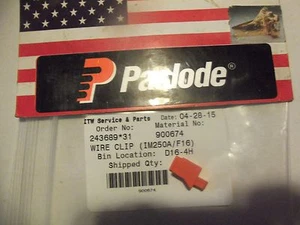 Paslode
ITW Service & Parts Date: 04-28-15
Order No: Material No:
243689*31 900674
WIRE CLIP (IM250A/F16)
Bin Location: D16-4H
Shipped Qty:
900674